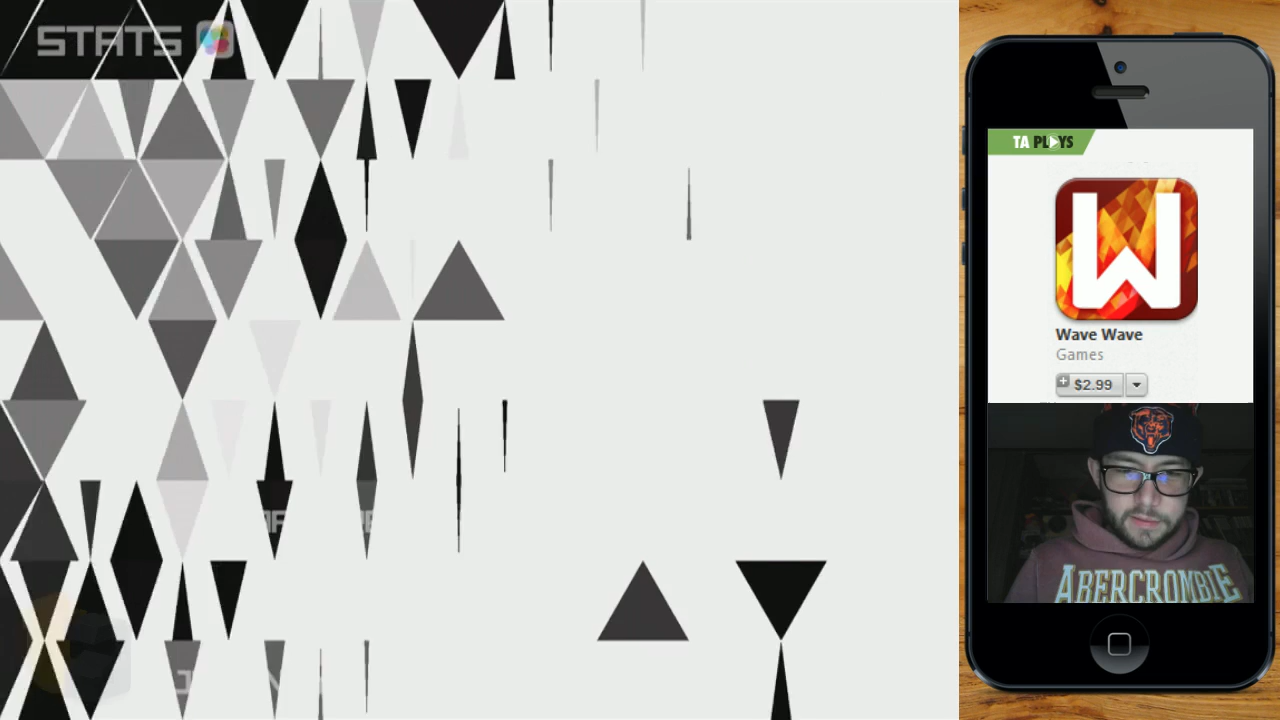 STATS
TA PLAYS
Wave Wave
Games
$2.99
ABERCROMBIE